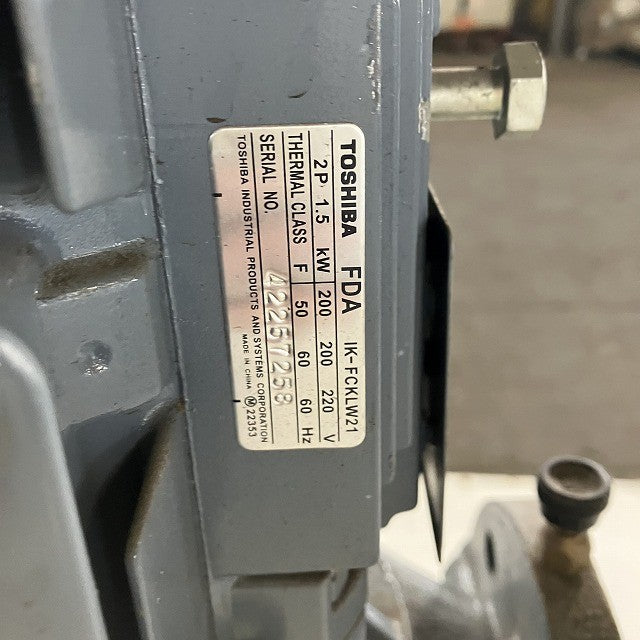 TOSHIBA FDA IK-FCKLW21
2P 1.5 kW 200 200 220 V
THERMAL CLASS F 50 60 60 Hz
SERIAL NO. 42257258
TOSHIBA INDUSTRIAL PRODUCTS AND SYSTEMS CORPORATION
MADE IN CHINA Ⓜ 22353